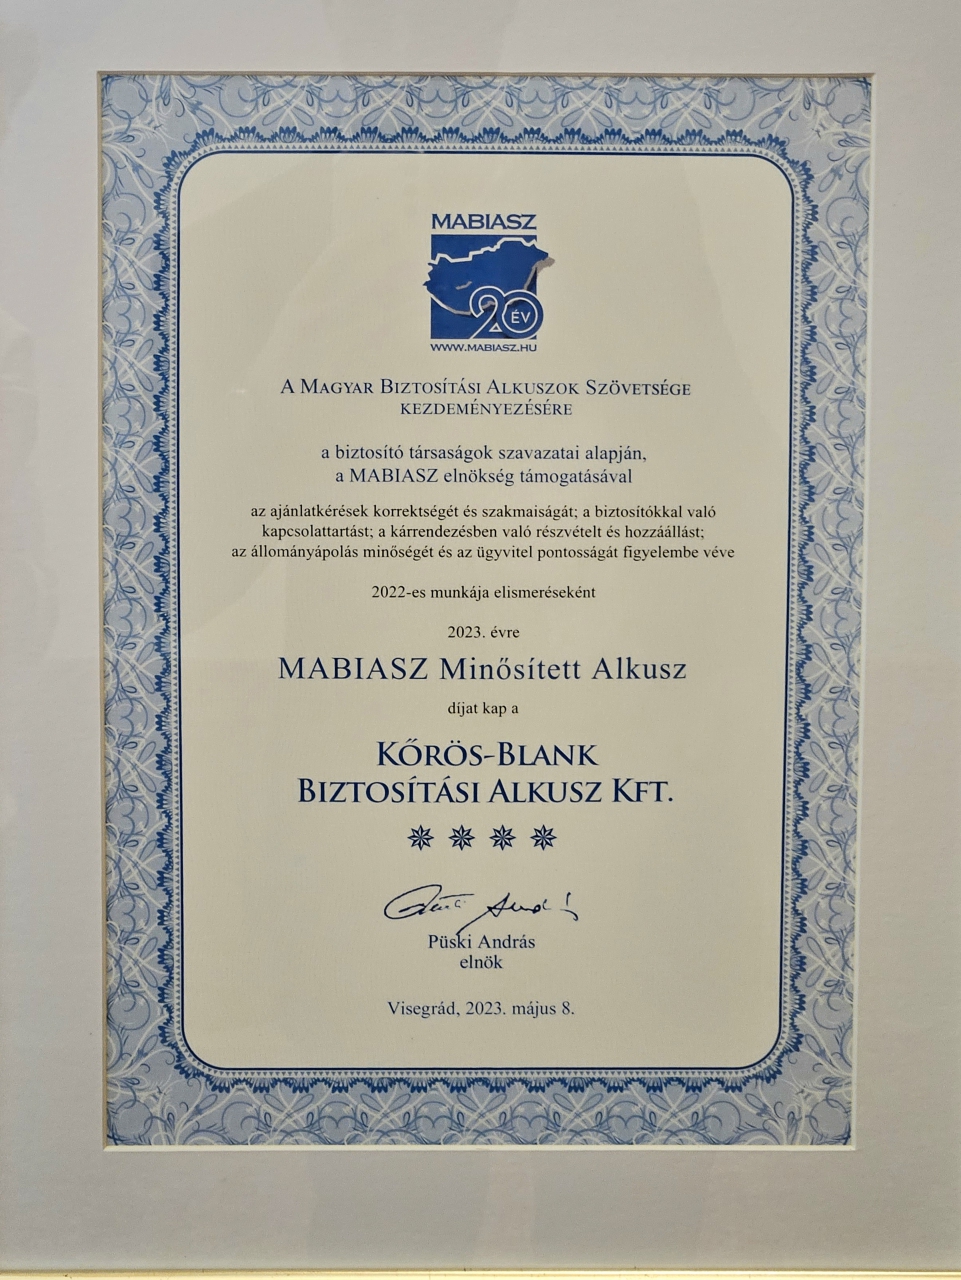 MABIASZ
20 ÉV
WWW.MABIASZ.HU
A MAGYAR BIZTOSÍTÁSI ALKUSZOK SZÖVETSÉGE
KEZDEMÉNYEZÉSÉRE
a biztosító társaságok szavazatai alapján,
a MABIASZ elnökség támogatásával
az ajánlatkérések korrektségét és szakmaiságát; a biztosítókkal való
kapcsolattartást; a kárrendezésben való részvételt és hozzáállást;
az állományápolás minőségét és az ügyvitel pontosságát figyelembe véve
2022-es munkája elismeréseként
2023. évre
MABIASZ Minősített Alkusz
díjat kap a
KŐRÖS-BLANK
BIZTOSÍTÁSI ALKUSZ KFT.
Püski András
elnök
Visegrád, 2023. május 8.